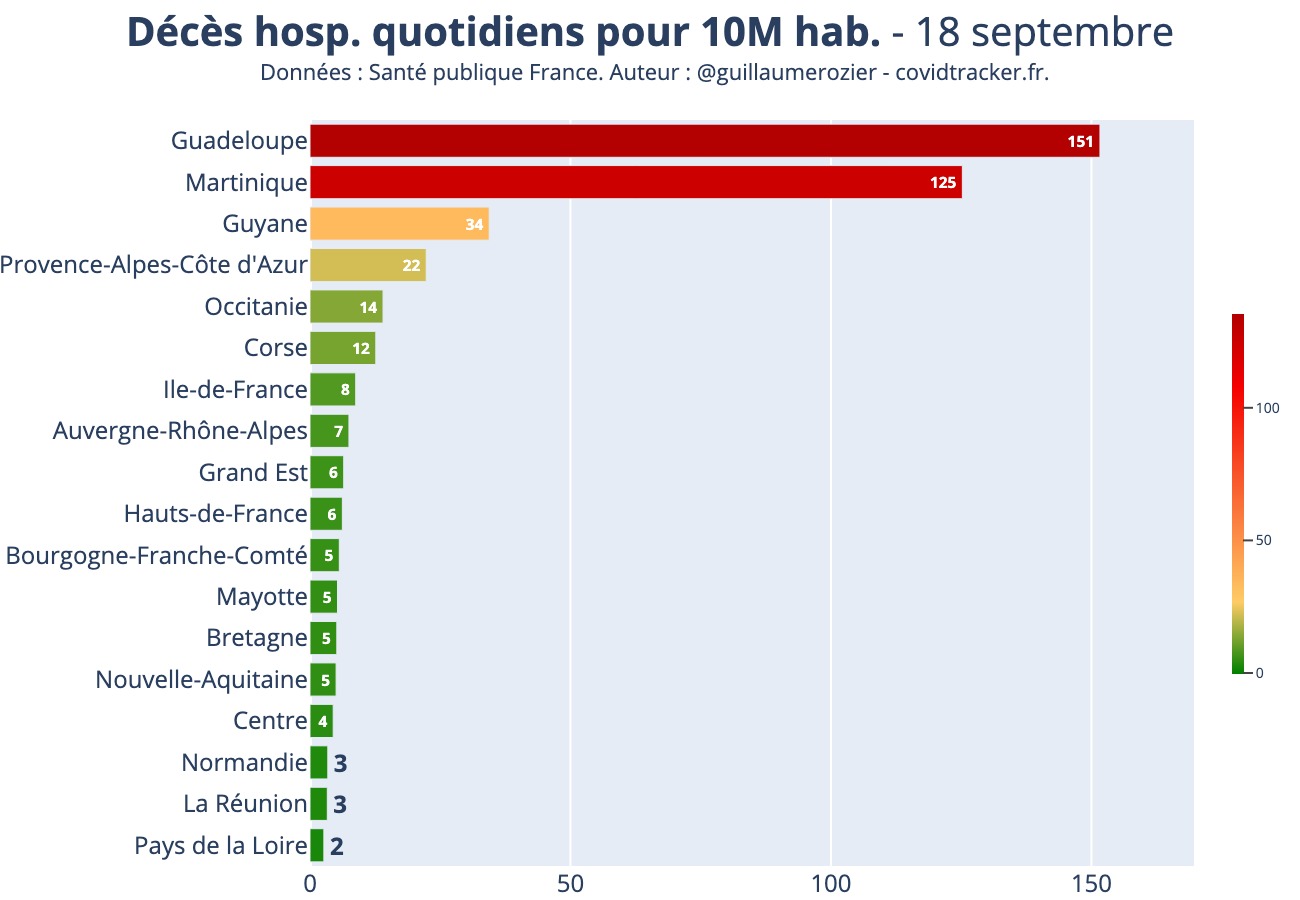 Décès hosp. quotidiens pour 10M hab. - 18 septembre
Données : Santé publique France. Auteur : @guillaumerozier - covidtracker.fr.
Guadeloupe 151
Martinique 125
Guyane 34
Provence-Alpes-Côte d'Azur 22
Occitanie 14
Corse 12
Ile-de-France 8
Auvergne-Rhône-Alpes 7
Grand Est 6
Hauts-de-France 6
Bourgogne-Franche-Comté 5
Mayotte 5
Bretagne 5
Nouvelle-Aquitaine 5
Centre 4
Normandie 3
La Réunion 3
Pays de la Loire 2
0 50 100 150
100
50
0